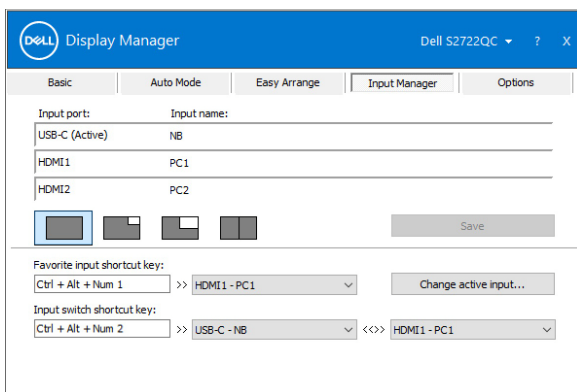 DELL Display Manager Dell S2722QC ? X
Basic Auto Mode Easy Arrange Input Manager Options
Input port: Input name:
USB-C (Active) NB
HDMI1 PC1
HDMI2 PC2
Save
Favorite input shortcut key:
Ctrl + Alt + Num 1 >> HDMI1 - PC1 Change active input...
Input switch shortcut key:
Ctrl + Alt + Num 2 >> USB-C - NB <<>> HDMI1 - PC1